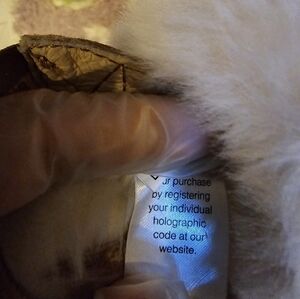 ur purchase
by registering
your individual
holographic
code at our
website.